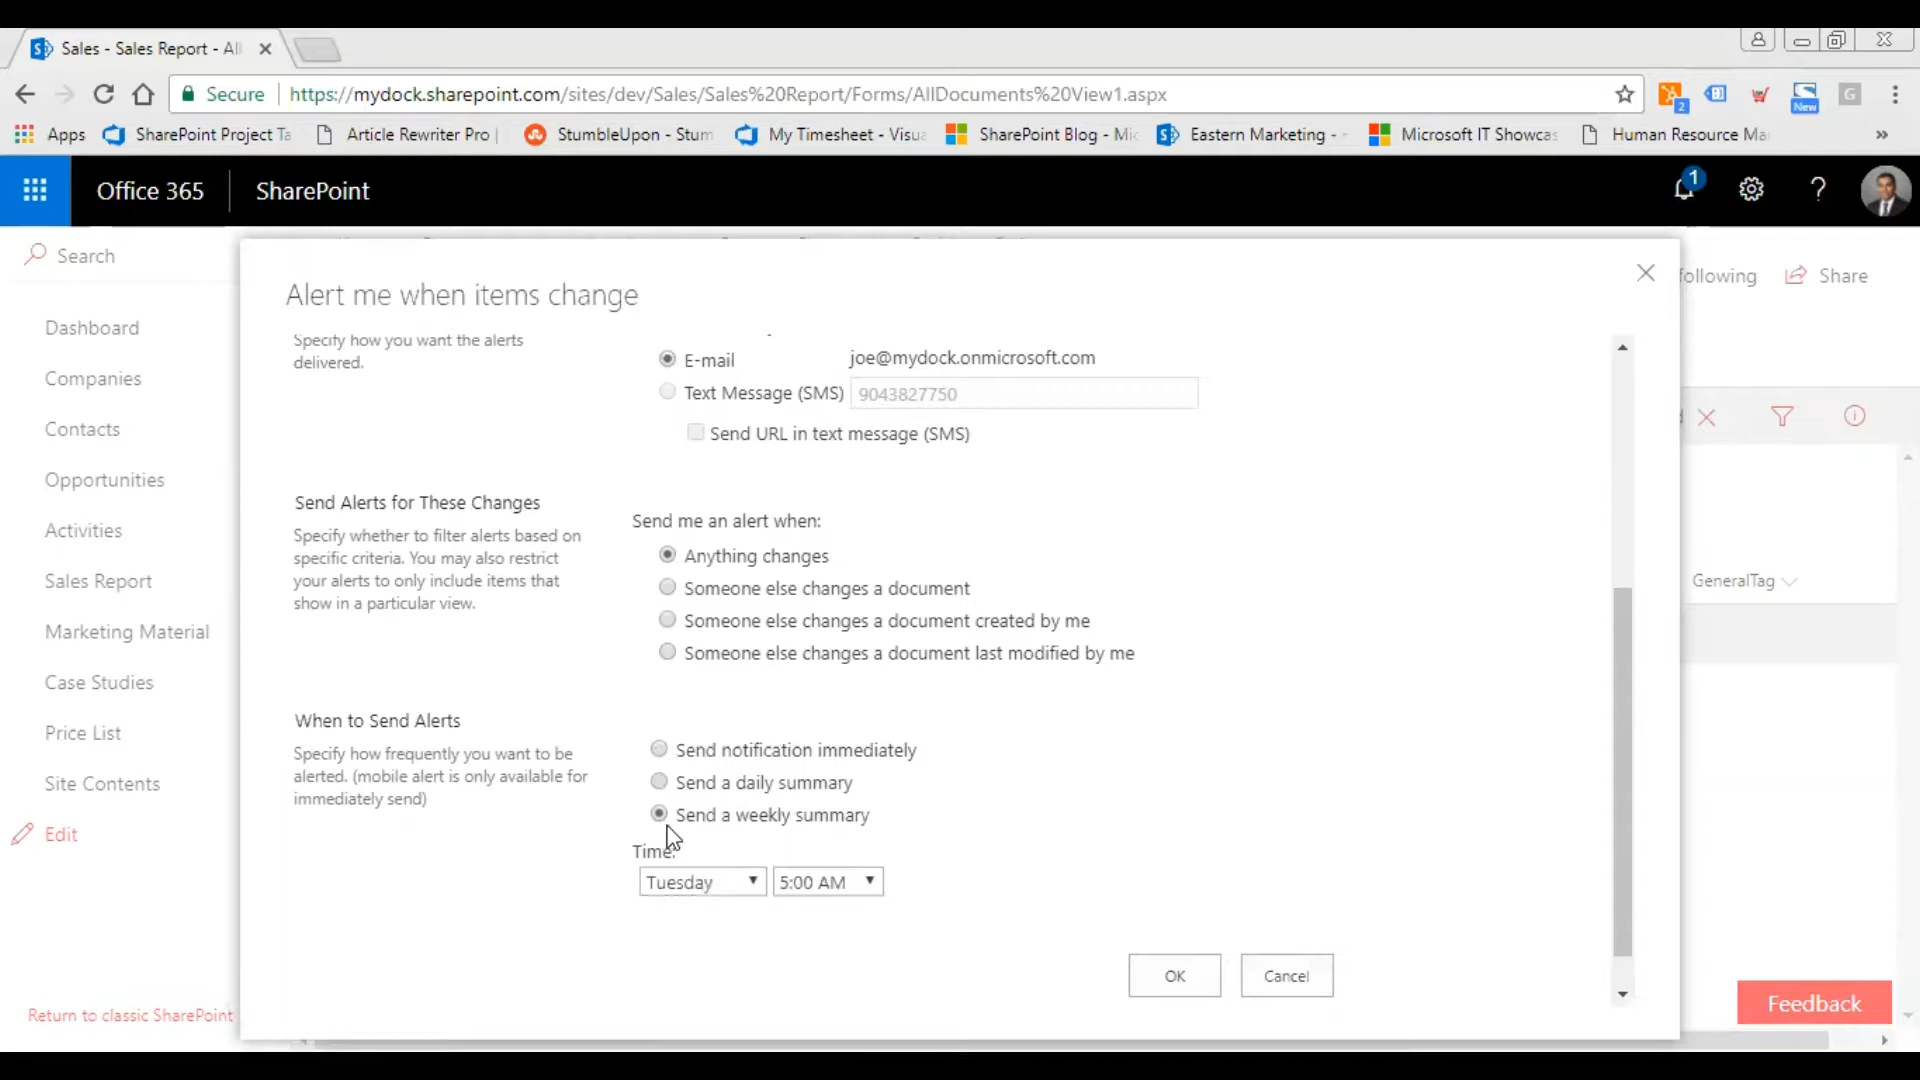 Sales - Sales Report - All
Secure
https://mydock.sharepoint.com/sites/dev/Sales/Sales%20Report/Forms/AllDocuments%20View1.aspx
2
New
G
Apps
SharePoint Project Ta
Article Rewriter Pro |
StumbleUpon - Stum
My Timesheet - Visua
SharePoint Blog - Mic
Eastern Marketing -
Microsoft IT Showcas
Human Resource Ma
»
Office 365
SharePoint
1
?
Search
following
Share
Dashboard
Companies
Contacts
Opportunities
Activities
Sales Report
Marketing Material
Case Studies
Price List
Site Contents
Edit
Return to classic SharePoint
Alert me when items change
Specify how you want the alerts
delivered.
E-mail
joe@mydock.onmicrosoft.com
Text Message (SMS)
9043827750
Send URL in text message (SMS)
Send Alerts for These Changes
Specify whether to filter alerts based on
specific criteria. You may also restrict
your alerts to only include items that
show in a particular view.
Send me an alert when:
Anything changes
Someone else changes a document
Someone else changes a document created by me
Someone else changes a document last modified by me
When to Send Alerts
Specify how frequently you want to be
alerted. (mobile alert is only available for
immediately send)
Send notification immediately
Send a daily summary
Send a weekly summary
Time:
Tuesday
5:00 AM
OK
Cancel
GeneralTag
Feedback